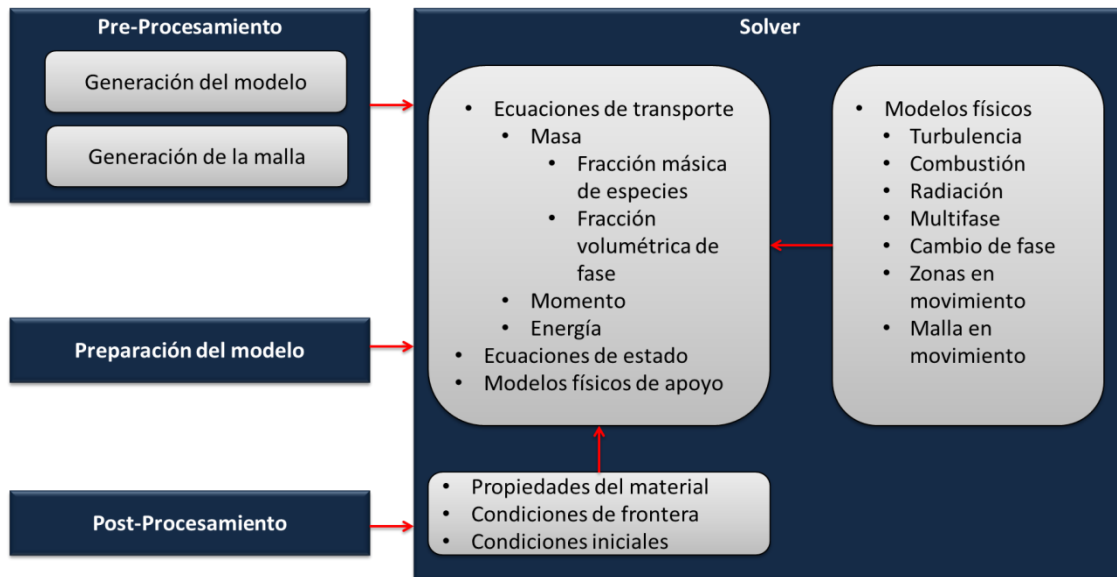 Pre-Procesamiento
Generación del modelo
Generación de la malla
Preparación del modelo
Post-Procesamiento
Solver
• Ecuaciones de transporte
• Masa
• Fracción másica
de especies
• Fracción
volumétrica de
fase
• Momento
• Energía
• Ecuaciones de estado
• Modelos físicos de apoyo
• Modelos físicos
• Turbulencia
• Combustión
• Radiación
• Multifase
• Cambio de fase
• Zonas en
movimiento
• Malla en
movimiento
• Propiedades del material
• Condiciones de frontera
• Condiciones iniciales